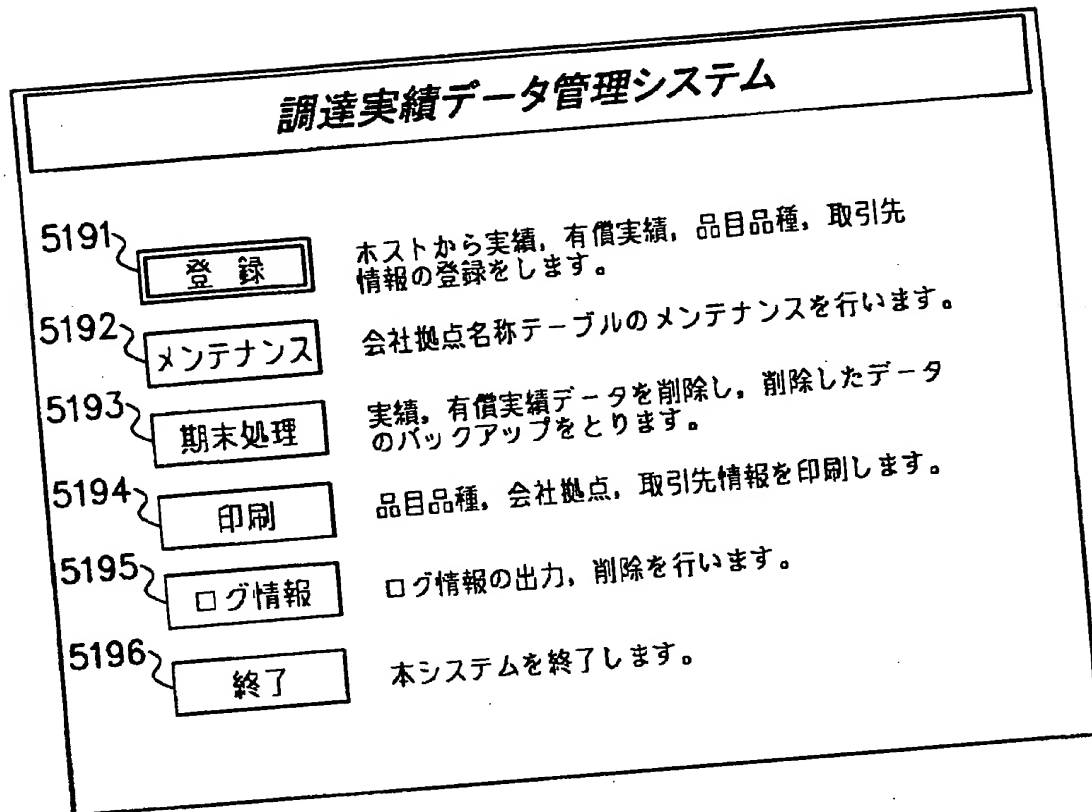 調達実績データ管理システム
5191
登 録
ホストから実績，有償実績，品目品種，取引先
情報の登録をします。
5192
メンテナンス
会社拠点名称テーブルのメンテナンスを行います。
5193
期末処理
実績，有償実績データを削除し，削除したデータ
のバックアップをとります。
5194
印刷
品目品種，会社拠点，取引先情報を印刷します。
5195
ログ情報
ログ情報の出力，削除を行います。
5196
終了
本システムを終了します。